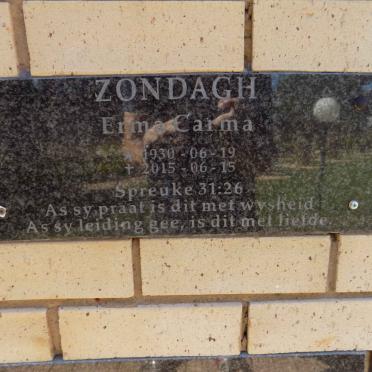 ZONDAGH
Erma Carma
* 1930 - 06 - 19
† 2015 - 06 - 15
Spreuke 31:26
As sy praat is dit met wysheid
As sy leiding gee, is dit met liefde.